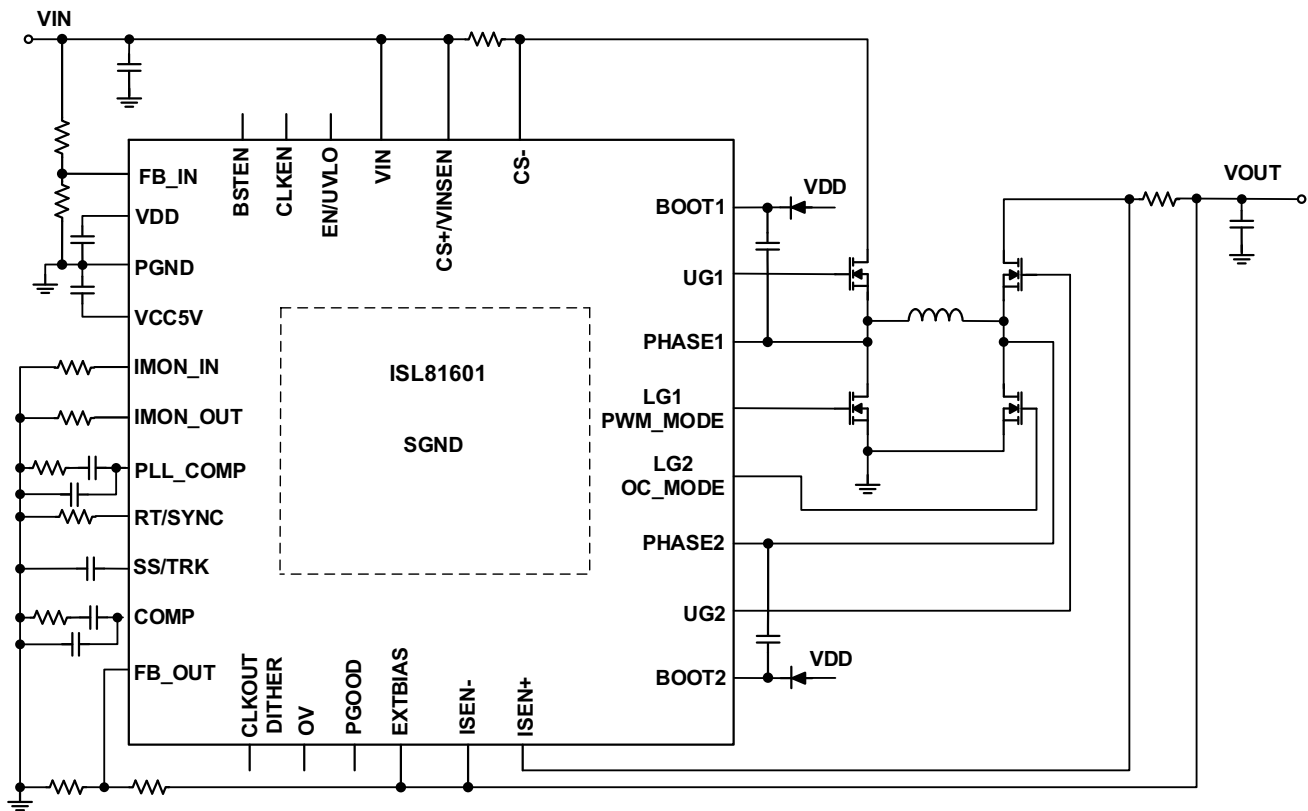 VIN
BSTEN
CLKEN
EN/UVLO
VIN
CS+/VINSEN
CS-
FB_IN
VDD
PGND
VCC5V
IMON_IN
IMON_OUT
PLL_COMP
RT/SYNC
SS/TRK
COMP
FB_OUT
ISL81601
SGND
BOOT1
VDD
UG1
PHASE1
LG1
PWM_MODE
LG2
OC_MODE
PHASE2
UG2
BOOT2
VDD
VOUT
CLKOUT
DITHER
OV
PGOOD
EXTBIAS
ISEN-
ISEN+